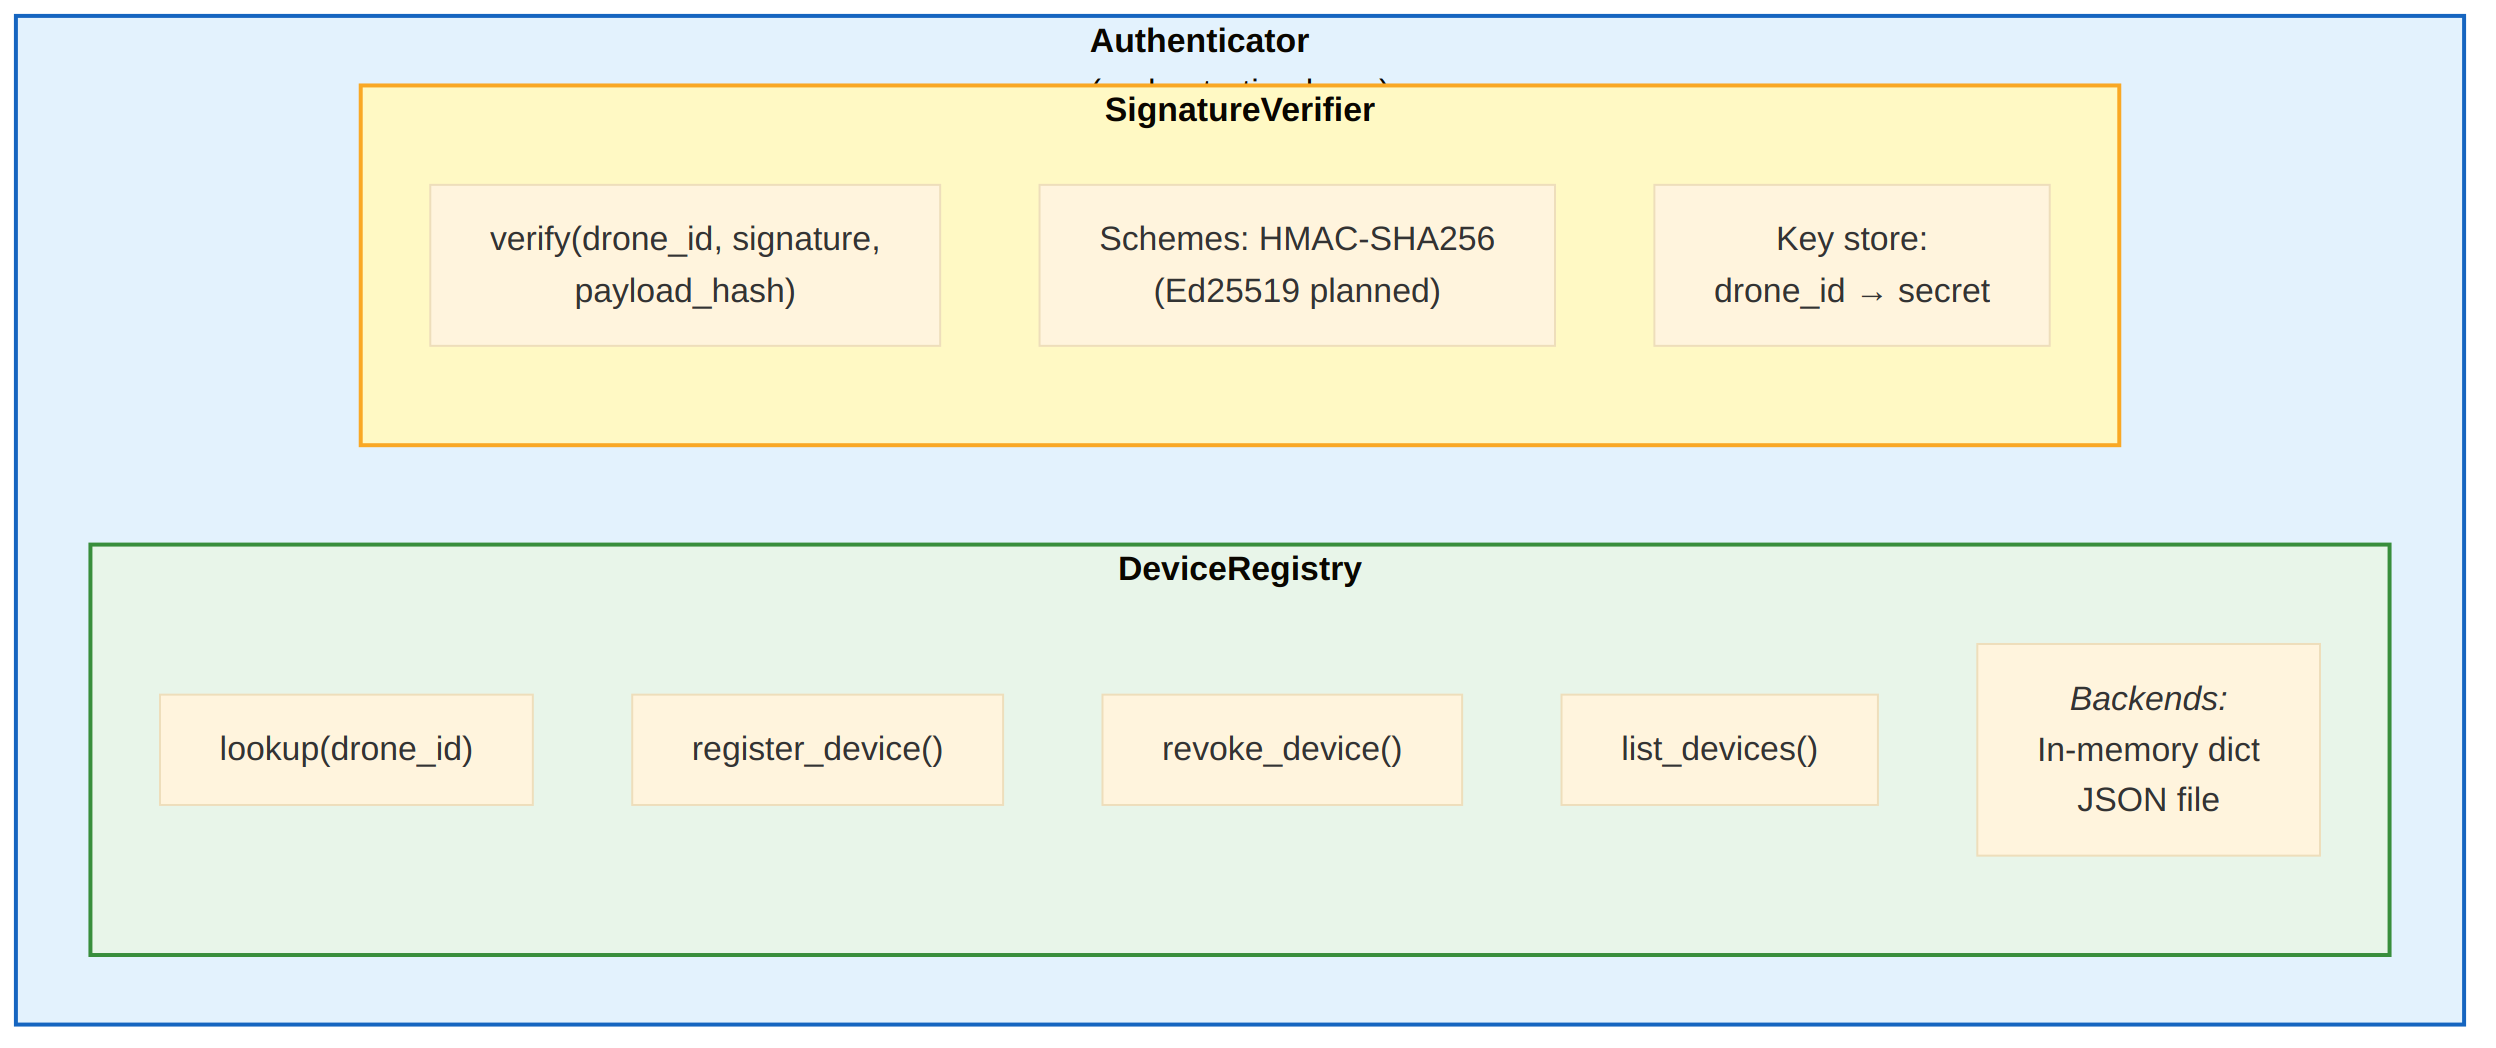 Authenticator
SignatureVerifier
verify(drone_id, signature,
payload_hash)
Schemes: HMAC-SHA256
(Ed25519 planned)
Key store:
drone_id → secret
DeviceRegistry
lookup(drone_id)
register_device()
revoke_device()
list_devices()
Backends:
In-memory dict
JSON file